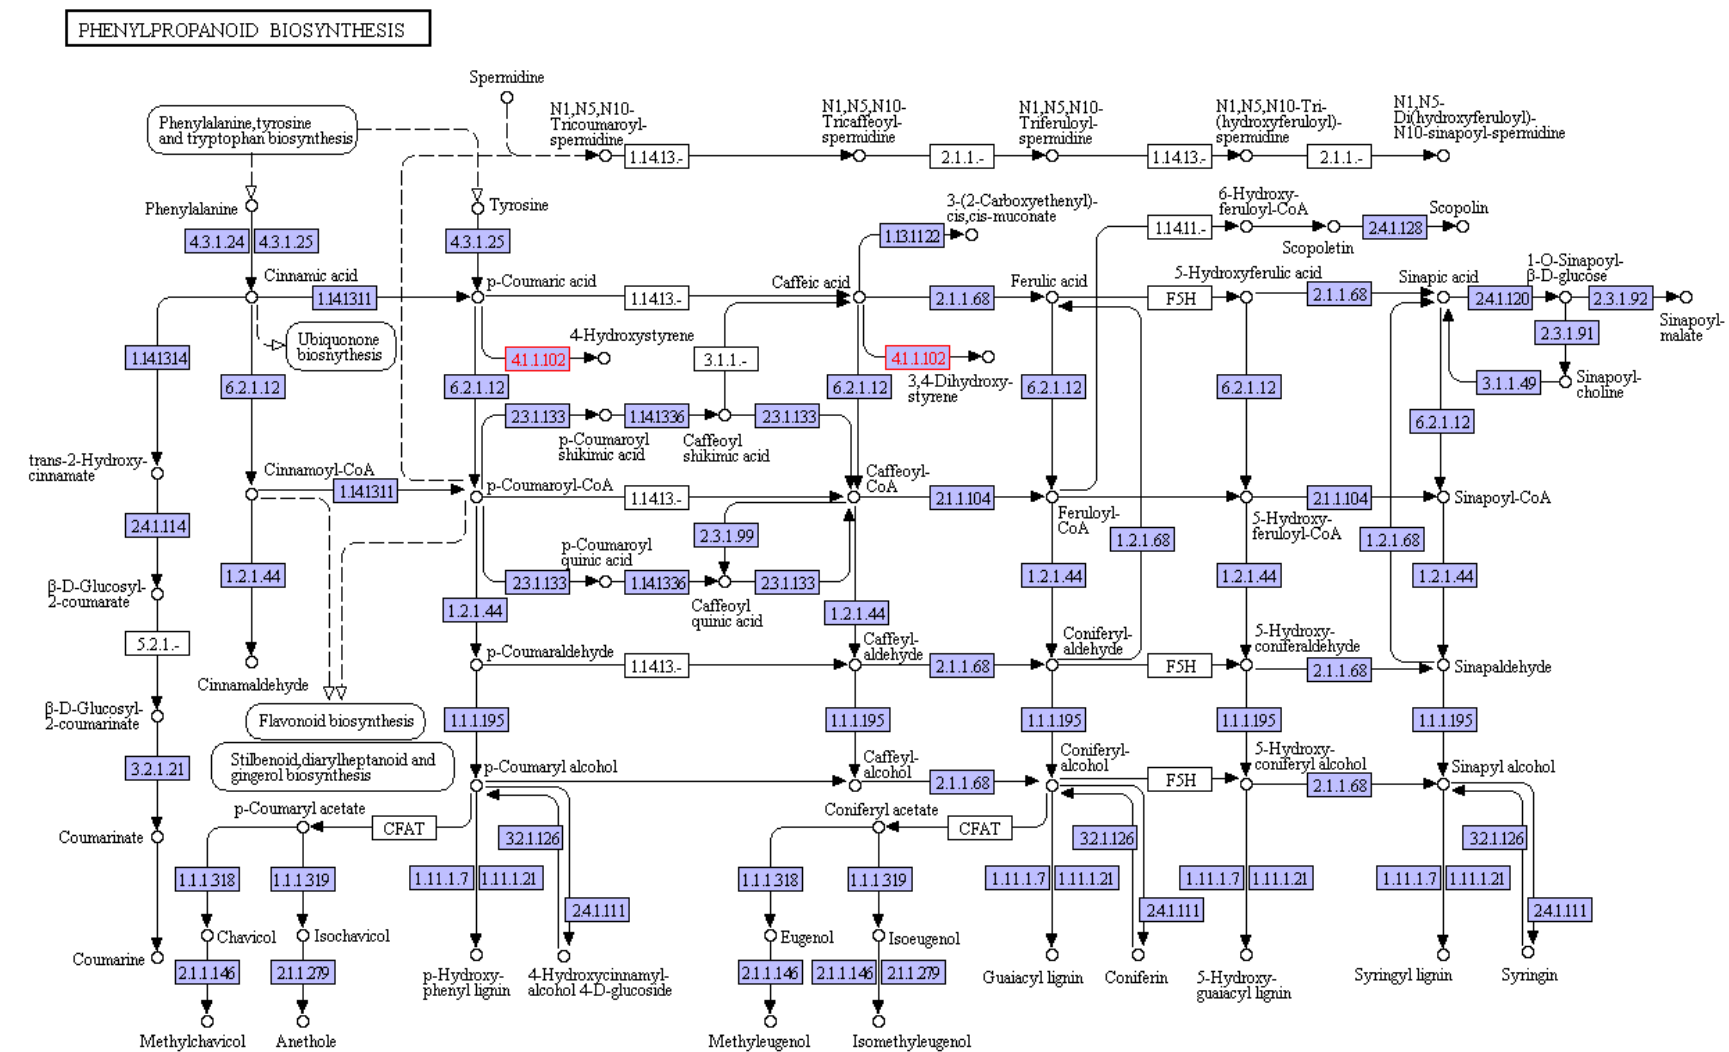 PHENYLPROPANOID BIOSYNTHESIS
Spermidine
Phenylalanine,tyrosine
and tryptophan biosynthesis
N1,N5,N10-
Tricoumaroyl-
spermidine
1.14.13.-
N1,N5,N10-
Tricaffeoyl-
spermidine
2.1.1.-
N1,N5,N10-
Triferuloyl-
spermidine
1.14.13.-
N1,N5,N10-Tri-
(hydroxyferuloyl)-
spermidine
2.1.1.-
N1,N5-
Di(hydroxyferuloyl)-
N10-sinapoyl-spermidine
Phenylalanine
Tyrosine
3-(2-Carboxyethenyl)-
cis,cis-muconate
6-Hydroxy-
feruloyl-CoA
Scopolin
4.3.1.24
4.3.1.25
4.3.1.25
1.13.11.22
1.14.11.-
Scopoletin
2.4.1.128
Cinnamic acid
1.14.13.11
p-Coumaric acid
1.14.13.-
Caffeic acid
2.1.1.68
Ferulic acid
F5H
5-Hydroxyferulic acid
2.1.1.68
Sinapic acid
2.4.1.120
1-O-Sinapoyl-
β-D-glucose
2.3.1.92
Sinapoyl-
malate
2.3.1.91
Ubiquonone
biosnythesis
4-Hydroxystyrene
1.14.13.14
4.1.1.102
3.1.1.-
4.1.1.102
3,4-Dihydroxy-
styrene
3.1.1.49
Sinapoyl-
choline
6.2.1.12
6.2.1.12
6.2.1.12
6.2.1.12
6.2.1.12
6.2.1.12
2.3.1.133
p-Coumaroyl
shikimic acid
1.14.13.36
Caffeoyl
shikimic acid
2.3.1.133
trans-2-Hydroxy-
cinnamate
Cinnamoyl-CoA
1.14.13.11
p-Coumaroyl-CoA
1.14.13.-
Caffeoyl-
CoA
2.1.1.104
Feruloyl-
CoA
5-Hydroxy-
feruloyl-CoA
2.1.1.104
Sinapoyl-CoA
2.4.1.114
2.3.1.99
1.2.1.68
1.2.1.68
p-Coumaroyl
quinic acid
2.3.1.133
1.14.13.36
Caffeoyl
quinic acid
2.3.1.133
β-D-Glucosyl-
2-coumarate
1.2.1.44
1.2.1.44
1.2.1.44
1.2.1.44
1.2.1.44
1.2.1.44
5.2.1.-
Cinnamaldehyde
p-Coumaraldehyde
1.14.13.-
Caffeyl-
aldehyde
2.1.1.68
Coniferyl-
aldehyde
F5H
5-Hydroxy-
coniferaldehyde
2.1.1.68
Sinapaldehyde
β-D-Glucosyl-
2-coumarinate
Flavonoid biosynthesis
1.1.1.195
1.1.1.195
1.1.1.195
1.1.1.195
1.1.1.195
3.2.1.21
Stilbenoid,diarylheptanoid and
gingerol biosynthesis
p-Coumaryl alcohol
Caffeyl-
alcohol
2.1.1.68
Coniferyl-
alcohol
F5H
5-Hydroxy-
coniferyl alcohol
2.1.1.68
Sinapyl alcohol
p-Coumaryl acetate
CFAT
Coniferyl acetate
CFAT
Coumarinate
3.2.1.126
3.2.1.126
3.2.1.126
1.1.1.318
1.1.1.319
1.11.1.7
1.11.1.21
1.1.1.318
1.1.1.319
1.11.1.7
1.11.1.21
1.11.1.7
1.11.1.21
1.11.1.7
1.11.1.21
2.4.1.111
2.4.1.111
2.4.1.111
Coumarine
Chavicol
Isochavicol
Eugenol
Isoeugenol
2.1.1.146
2.1.1.279
p-Hydroxy-
phenyl lignin
4-Hydroxycinnamyl-
alcohol 4-D-glucoside
2.1.1.146
2.1.1.146
2.1.1.279
Guaiacyl lignin
Coniferin
5-Hydroxy-
guaiacyl lignin
Syringyl lignin
Syringin
Methylchavicol
Anethole
Methyleugenol
Isomethyleugenol